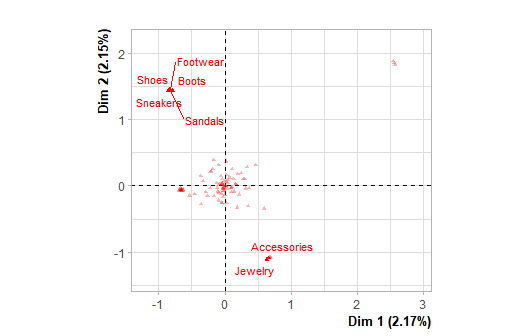 Dim 2 (2.15%)
2
1
0
-1
Footwear
Shoes
Boots
Sneakers
Sandals
Accessories
Jewelry
-1
0
1
2
3
Dim 1 (2.17%)